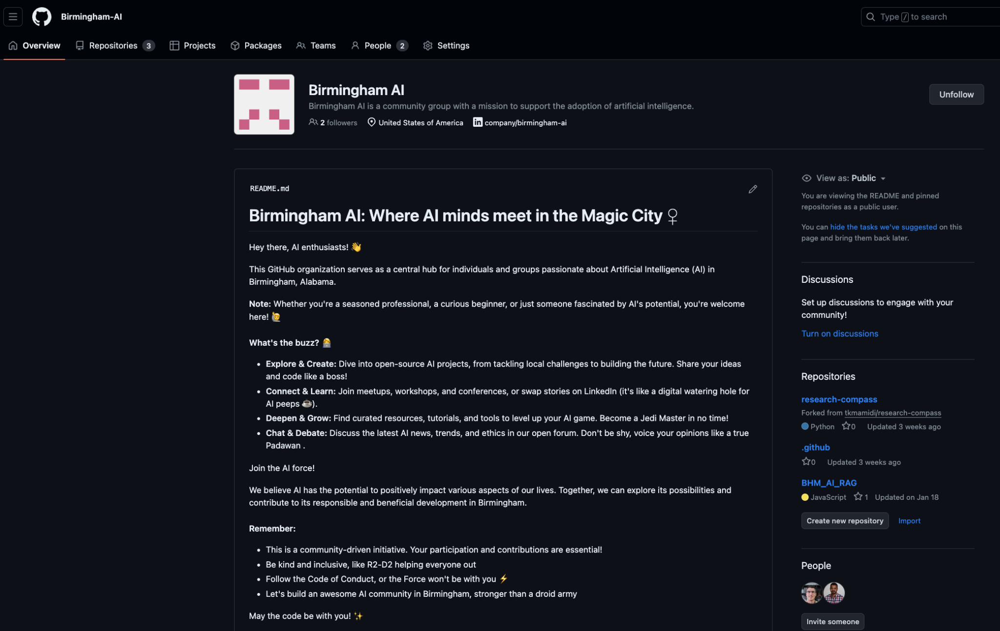 Birmingham-AI
Type / to search
Overview
Repositories 3
Projects
Packages
Teams
People 2
Settings
Birmingham AI
Birmingham AI is a community group with a mission to support the adoption of artificial intelligence.
2 followers
United States of America
in company/birmingham-ai
Unfollow
README.md
Birmingham AI: Where AI minds meet in the Magic City ♀
Hey there, AI enthusiasts! 👋
This GitHub organization serves as a central hub for individuals and groups passionate about Artificial Intelligence (AI) in
Birmingham, Alabama.
Note: Whether you're a seasoned professional, a curious beginner, or just someone fascinated by AI's potential, you're welcome
here! 🙋
What's the buzz? 👩‍💻
• Explore & Create: Dive into open-source AI projects, from tackling local challenges to building the future. Share your ideas
and code like a boss!
• Connect & Learn: Join meetups, workshops, and conferences, or swap stories on LinkedIn (it's like a digital watering hole for
AI peeps ☕).
• Deepen & Grow: Find curated resources, tutorials, and tools to level up your AI game. Become a Jedi Master in no time!
• Chat & Debate: Discuss the latest AI news, trends, and ethics in our open forum. Don't be shy, voice your opinions like a true
Padawan .
Join the AI force!
We believe AI has the potential to positively impact various aspects of our lives. Together, we can explore its possibilities and
contribute to its responsible and beneficial development in Birmingham.
Remember:
• This is a community-driven initiative. Your participation and contributions are essential!
• Be kind and inclusive, like R2-D2 helping everyone out
• Follow the Code of Conduct, or the Force won't be with you ⚡
• Let's build an awesome AI community in Birmingham, stronger than a droid army
May the code be with you! ✨
View as: Public
You are viewing the README and pinned
repositories as a public user.
You can hide the tasks we've suggested on this
page and bring them back later.
Discussions
Set up discussions to engage with your
community!
Turn on discussions
Repositories
research-compass
Forked from tkmamidi/research-compass
Python 0 Updated 3 weeks ago
.github
0 Updated 3 weeks ago
BHM_AI_RAG
JavaScript 1 Updated on Jan 18
Create new repository
Import
People
Invite someone